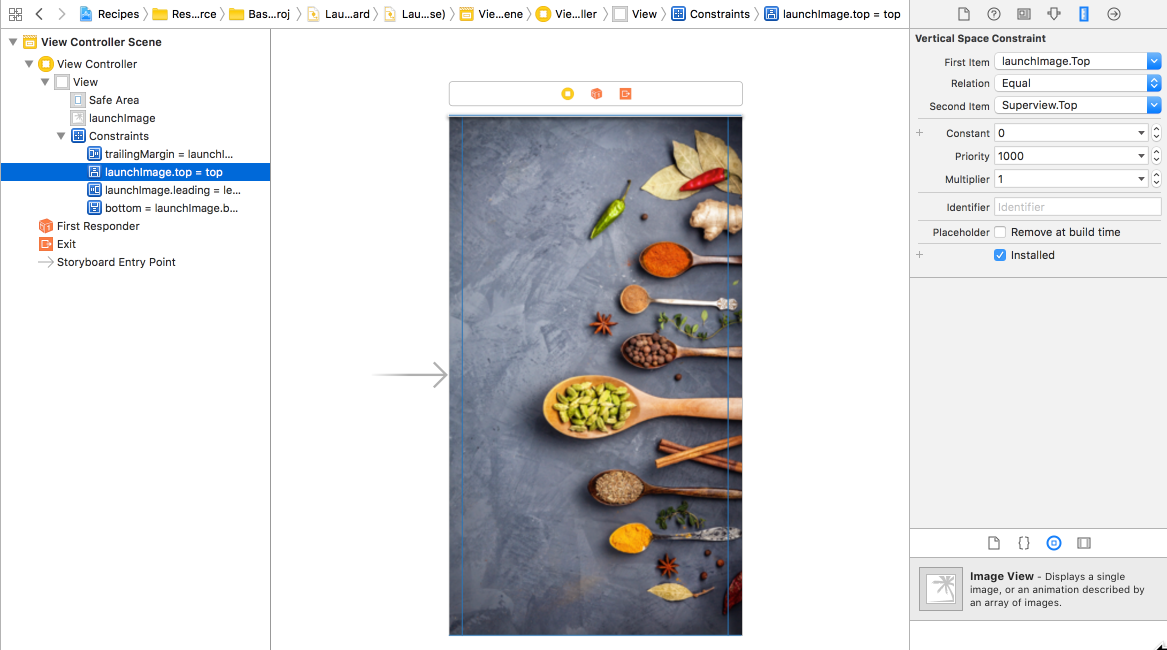 Recipes Res...rce Bas...roj Lau...ard Lau...se) Vie...ene Vie...ller View Constraints launchImage.top = top
View Controller Scene
View Controller
View
Safe Area
launchImage
Constraints
trailingMargin = launchI...
launchImage.top = top
launchImage.leading = le...
bottom = launchImage.b...
First Responder
Exit
Storyboard Entry Point
Vertical Space Constraint
First Item launchImage.Top
Relation Equal
Second Item Superview.Top
Constant 0
Priority 1000
Multiplier 1
Identifier Identifier
Placeholder Remove at build time
Installed
Image View - Displays a single
image, or an animation described by
an array of images.